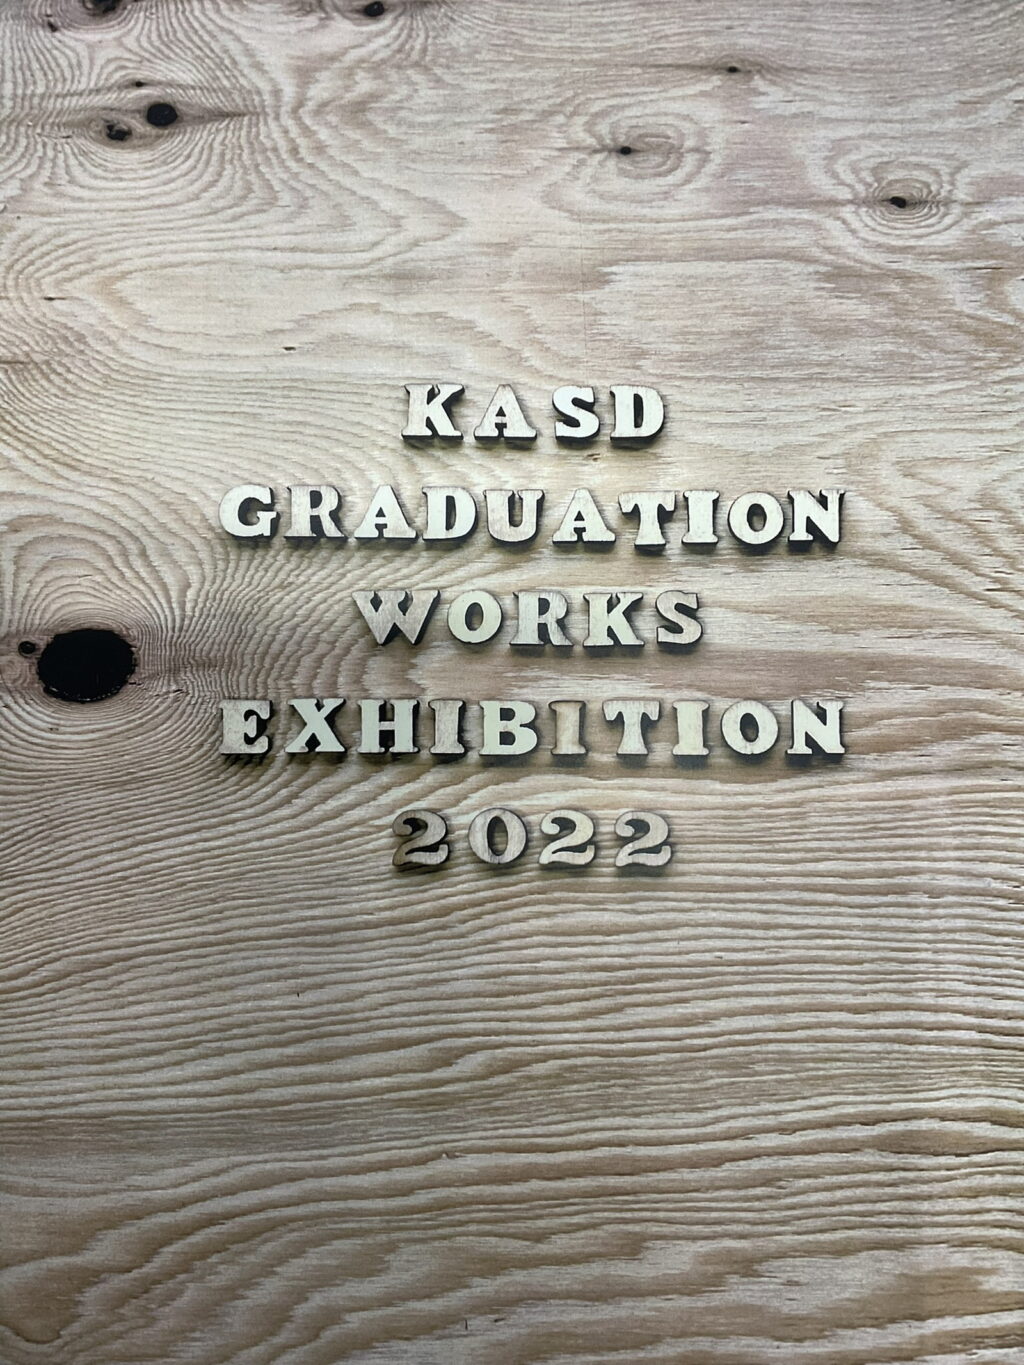 KASD
GRADUATION
WORKS
EXHIBITION
2022